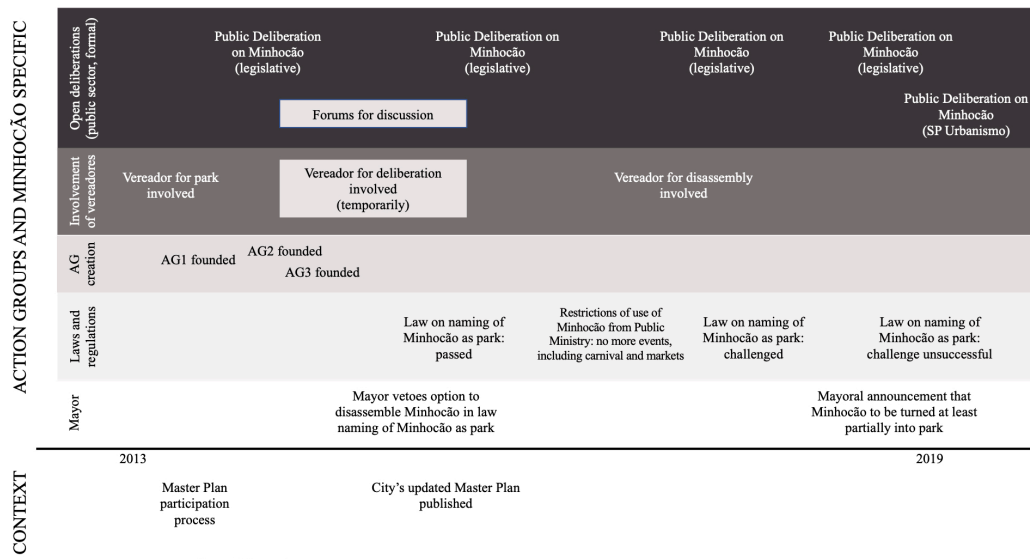 ACTION GROUPS AND MINHOCÃO SPECIFIC
Open deliberations
(public sector, formal)
Public Deliberation
on Minhocão
(legislative)
Public Deliberation on
Minhocão
(legislative)
Public Deliberation on
Minhocão
(legislative)
Public Deliberation on
Minhocão
(legislative)
Forums for discussion
Public Deliberation on
Minhocão
(SP Urbanismo)
Involvement
of vereadores
Vereador for park
involved
Vereador for deliberation
involved
(temporarily)
Vereador for disassembly
involved
AG
creation
AG1 founded
AG2 founded
AG3 founded
Laws and
regulations
Law on naming of
Minhocão as park:
passed
Restrictions of use of
Minhocão from Public
Ministry: no more events,
including carnival and markets
Law on naming of
Minhocão as park:
challenged
Law on naming of
Minhocão as park:
challenge unsuccessful
Mayor
Mayor vetoes option to
disassemble Minhocão in law
naming of Minhocão as park
Mayoral announcement that
Minhocão to be turned at least
partially into park
2013
2019
CONTEXT
Master Plan
participation
process
City's updated Master Plan
published